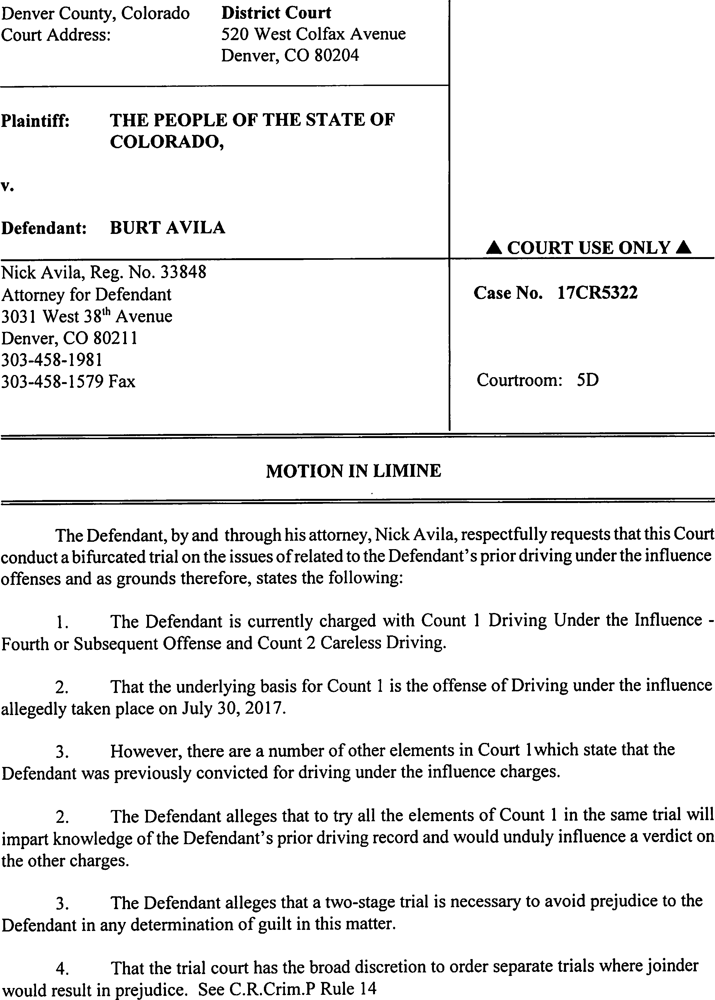 Denver County, Colorado District Court
Court Address: 520 West Colfax Avenue
Denver, CO 80204
Plaintiff: THE PEOPLE OF THE STATE OF
COLORADO,
v.
Defendant: BURT AVILA
▲ COURT USE ONLY ▲
Nick Avila, Reg. No. 33848
Attorney for Defendant
3031 West 38th Avenue
Denver, CO 80211
303-458-1981
303-458-1579 Fax
Case No. 17CR5322
Courtroom: 5D
MOTION IN LIMINE
The Defendant, by and through his attorney, Nick Avila, respectfully requests that this Court
conduct a bifurcated trial on the issues of related to the Defendant's prior driving under the influence
offenses and as grounds therefore, states the following:
1. The Defendant is currently charged with Count 1 Driving Under the Influence -
Fourth or Subsequent Offense and Count 2 Careless Driving.
2. That the underlying basis for Count 1 is the offense of Driving under the influence
allegedly taken place on July 30, 2017.
3. However, there are a number of other elements in Court 1which state that the
Defendant was previously convicted for driving under the influence charges.
2. The Defendant alleges that to try all the elements of Count 1 in the same trial will
impart knowledge of the Defendant's prior driving record and would unduly influence a verdict on
the other charges.
3. The Defendant alleges that a two-stage trial is necessary to avoid prejudice to the
Defendant in any determination of guilt in this matter.
4. That the trial court has the broad discretion to order separate trials where joinder
would result in prejudice. See C.R.Crim.P Rule 14